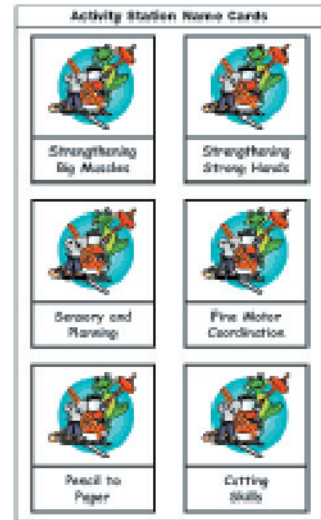 Activity Station Name Cards
Strengthening
Big Muscles
Strengthening
Strong Hands
Sensory and
Planning
Fine Motor
Coordination
Pencil to
Paper
Cutting
Skills